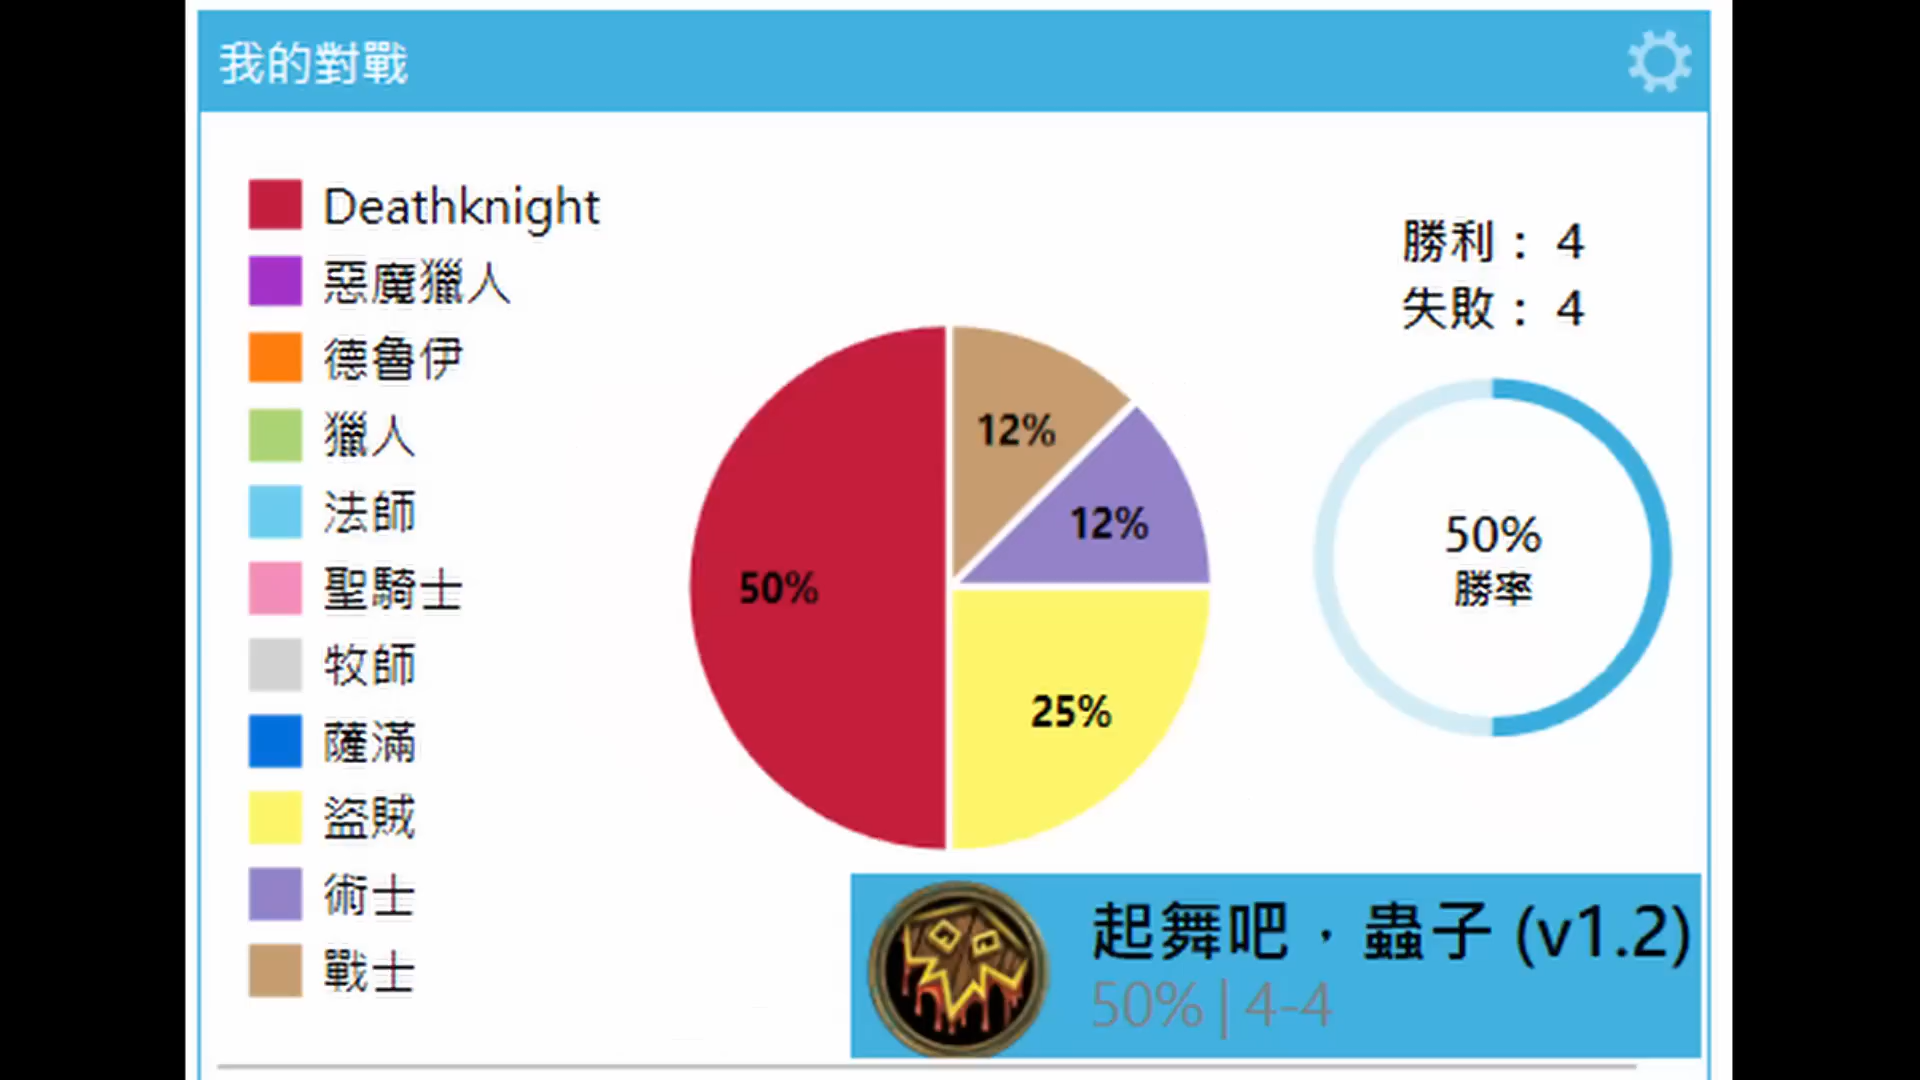 我的對戰
Deathknight
惡魔獵人
德魯伊
獵人
法師
聖騎士
牧師
薩滿
盜賊
術士
戰士
12%
12%
50%
25%
勝利： 4
失敗： 4
50%
勝率
起舞吧，蟲子 (v1.2)
50% | 4-4